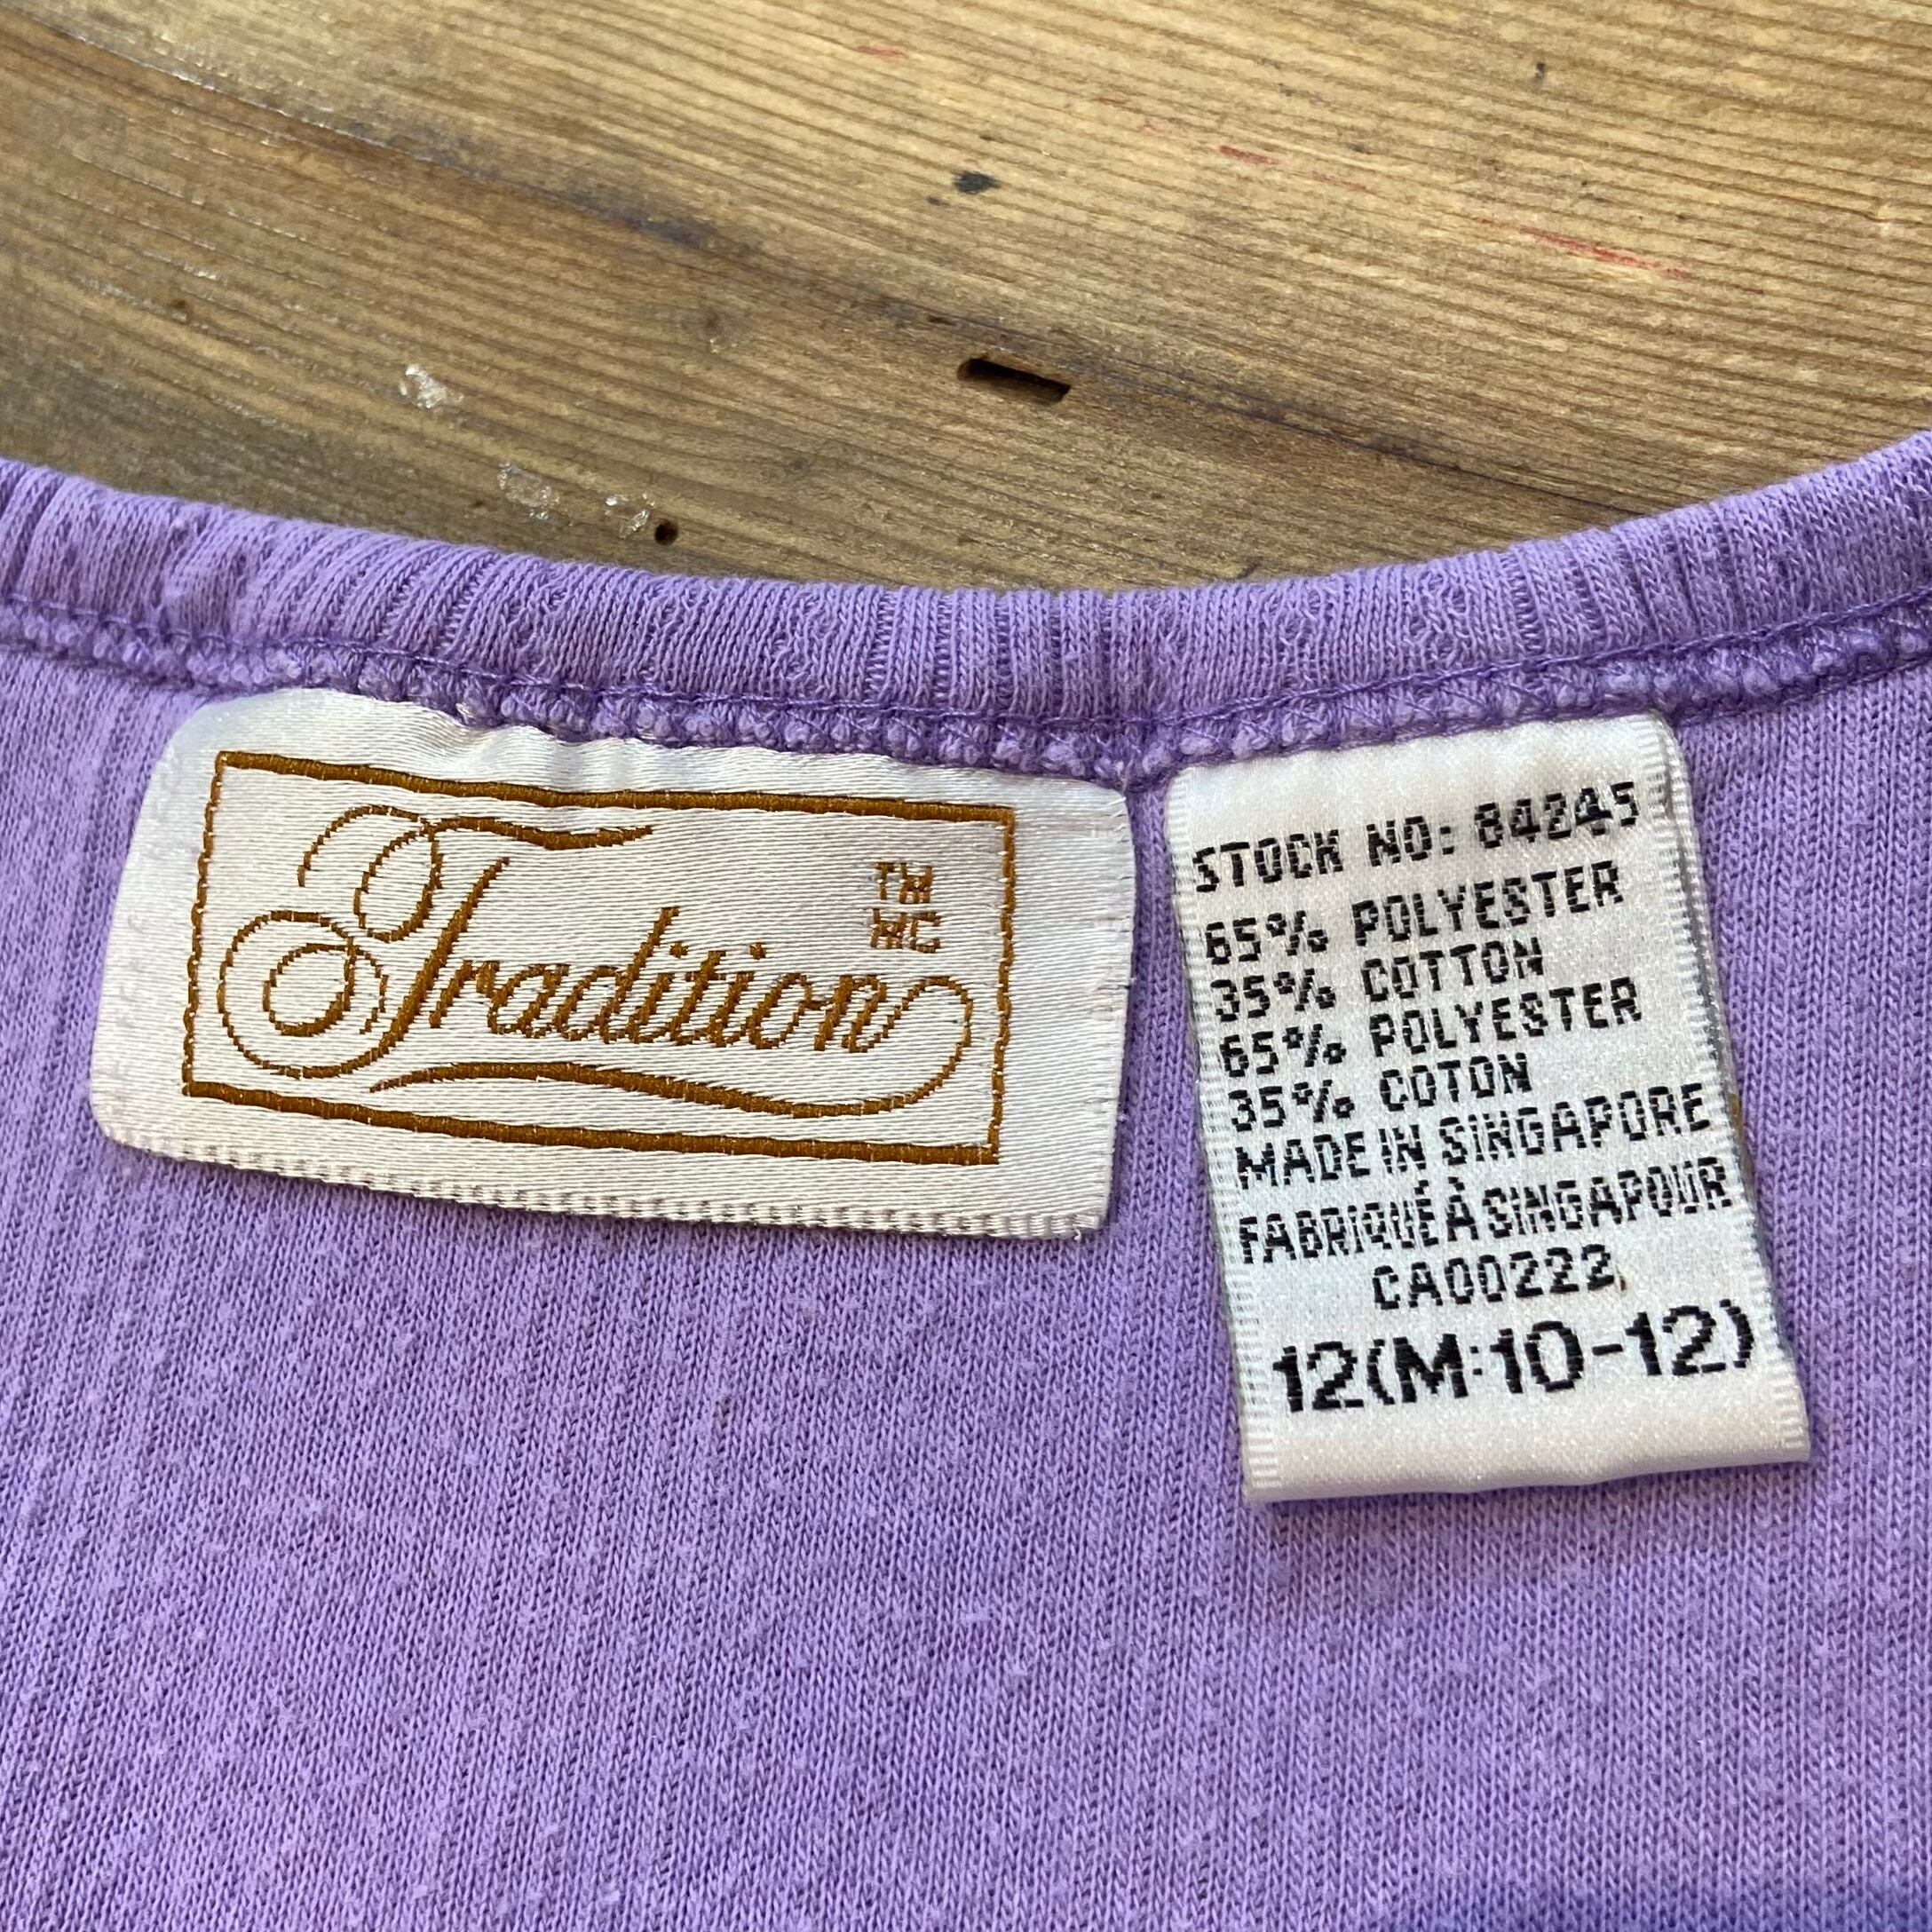 Tradition
TM
MC
STOCK NO: 84245
65% POLYESTER
35% COTTON
65% POLYESTER
35% COTON
MADE IN SINGAPORE
FABRIQUÉ À SINGAPOUR
CA00222
12(M:10-12)